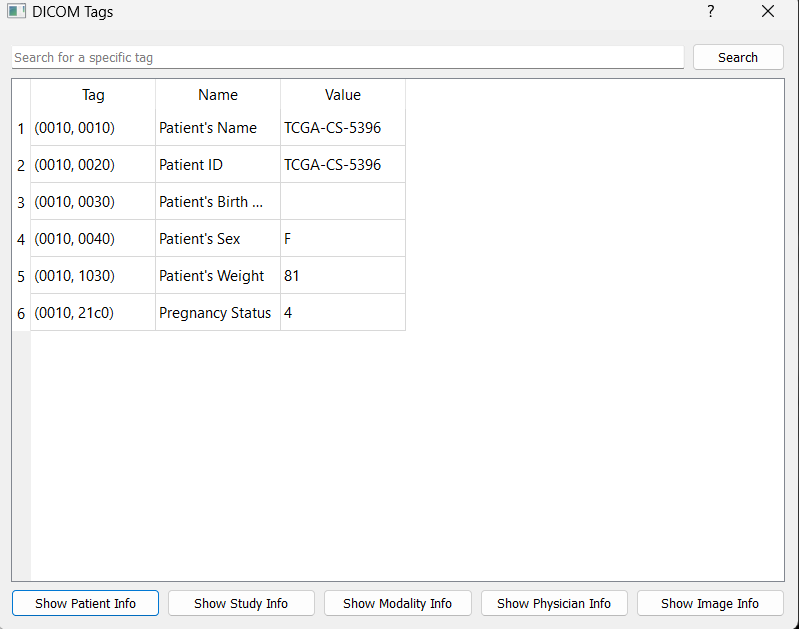 DICOM Tags ?
Search for a specific tag Search
Tag Name Value
1 (0010, 0010) Patient's Name TCGA-CS-5396
2 (0010, 0020) Patient ID TCGA-CS-5396
3 (0010, 0030) Patient's Birth ...
4 (0010, 0040) Patient's Sex F
5 (0010, 1030) Patient's Weight 81
6 (0010, 21c0) Pregnancy Status 4
Show Patient Info Show Study Info Show Modality Info Show Physician Info Show Image Info